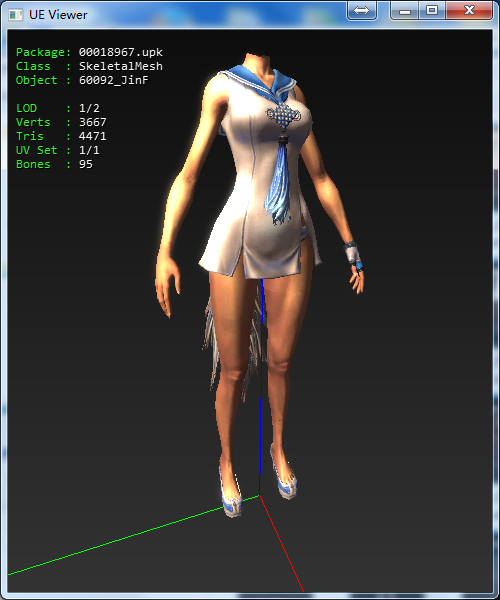 UE Viewer
Package: 00018967.upk
Class : SkeletalMesh
Object : 60092_JinF
LOD : 1/2
Verts : 3667
Tris : 4471
UV Set : 1/1
Bones : 95